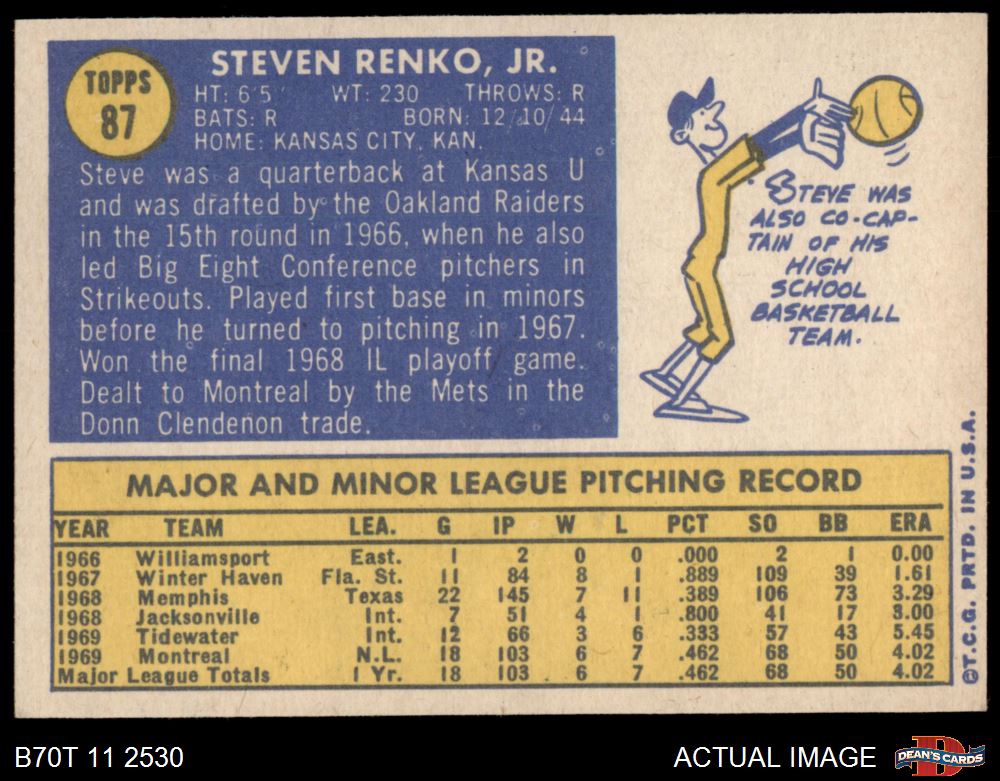 TOPPS
87
STEVEN RENKO, JR.
HT: 6'5" WT: 230 THROWS: R
BATS: R BORN: 12/10/44
HOME: KANSAS CITY, KAN.
Steve was a quarterback at Kansas U
and was drafted by the Oakland Raiders
in the 15th round in 1966, when he also
led Big Eight Conference pitchers in
Strikeouts. Played first base in minors
before he turned to pitching in 1967.
Won the final 1968 IL playoff game.
Dealt to Montreal by the Mets in the
Donn Clendenon trade.
STEVE WAS
ALSO CO-CAP-
TAIN OF HIS
HIGH
SCHOOL
BASKETBALL
TEAM.
MAJOR AND MINOR LEAGUE PITCHING RECORD
YEAR TEAM LEA. G IP W L PCT SO BB ERA
1966 Williamsport East. 1 2 0 0 .000 2 1 0.00
1967 Winter Haven Fla. St. 11 84 8 1 .889 109 39 1.61
1968 Memphis Texas 22 145 7 11 .389 106 73 3.29
1968 Jacksonville Int. 7 51 4 1 .800 41 17 3.00
1969 Tidewater Int. 12 66 3 6 .333 57 43 5.45
1969 Montreal N.L. 18 103 6 7 .462 68 50 4.02
Major League Totals 1 Yr. 18 103 6 7 .462 68 50 4.02
©T.C.G. PRTD. IN U.S.A.
B70T 11 2530
ACTUAL IMAGE
D
DEAN'S CARDS